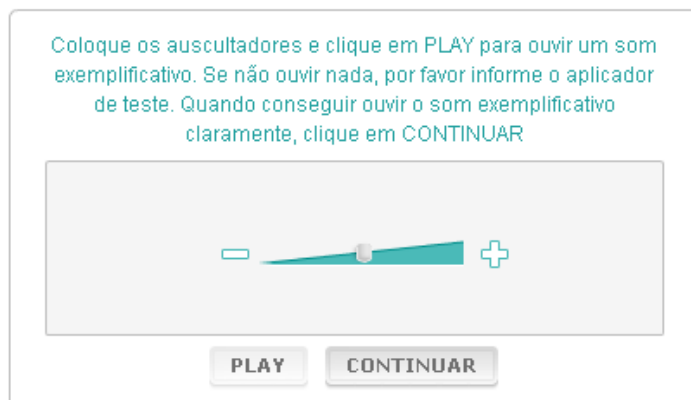 Coloque os auscultadores e clique em PLAY para ouvir um som
exemplificativo. Se não ouvir nada, por favor informe o aplicador
de teste. Quando conseguir ouvir o som exemplificativo
claramente, clique em CONTINUAR
PLAY CONTINUAR